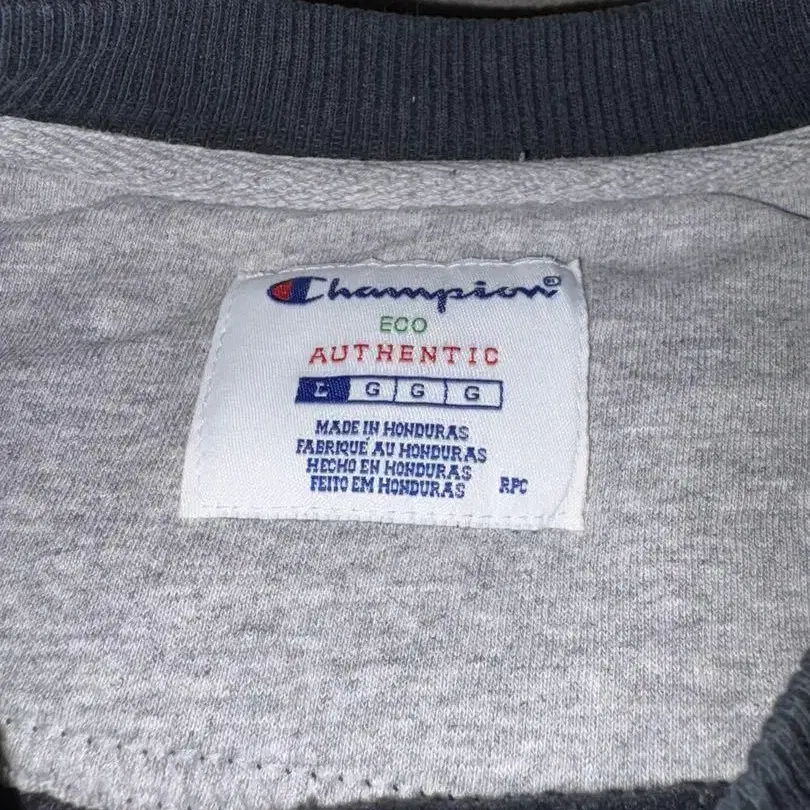 Champion®
ECO
AUTHENTIC
L G G G
MADE IN HONDURAS
FABRIQUÉ AU HONDURAS
HECHO EN HONDURAS
FEITO EM HONDURAS RPC